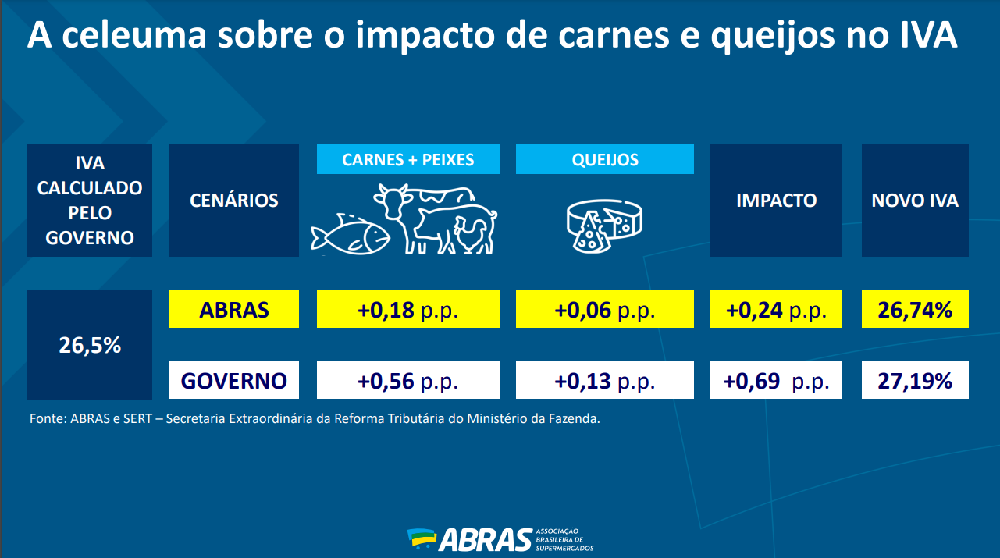 A celeuma sobre o impacto de carnes e queijos no IVA
IVA
CALCULADO
PELO
GOVERNO
CENÁRIOS
CARNES + PEIXES
QUEIJOS
IMPACTO
NOVO IVA
26,5%
ABRAS
+0,18 p.p.
+0,06 p.p.
+0,24 p.p.
26,74%
GOVERNO
+0,56 p.p.
+0,13 p.p.
+0,69 p.p.
27,19%
Fonte: ABRAS e SERT – Secretaria Extraordinária da Reforma Tributária do Ministério da Fazenda.
ABRAS
ASSOCIAÇÃO
BRASILEIRA DE
SUPERMERCADOS